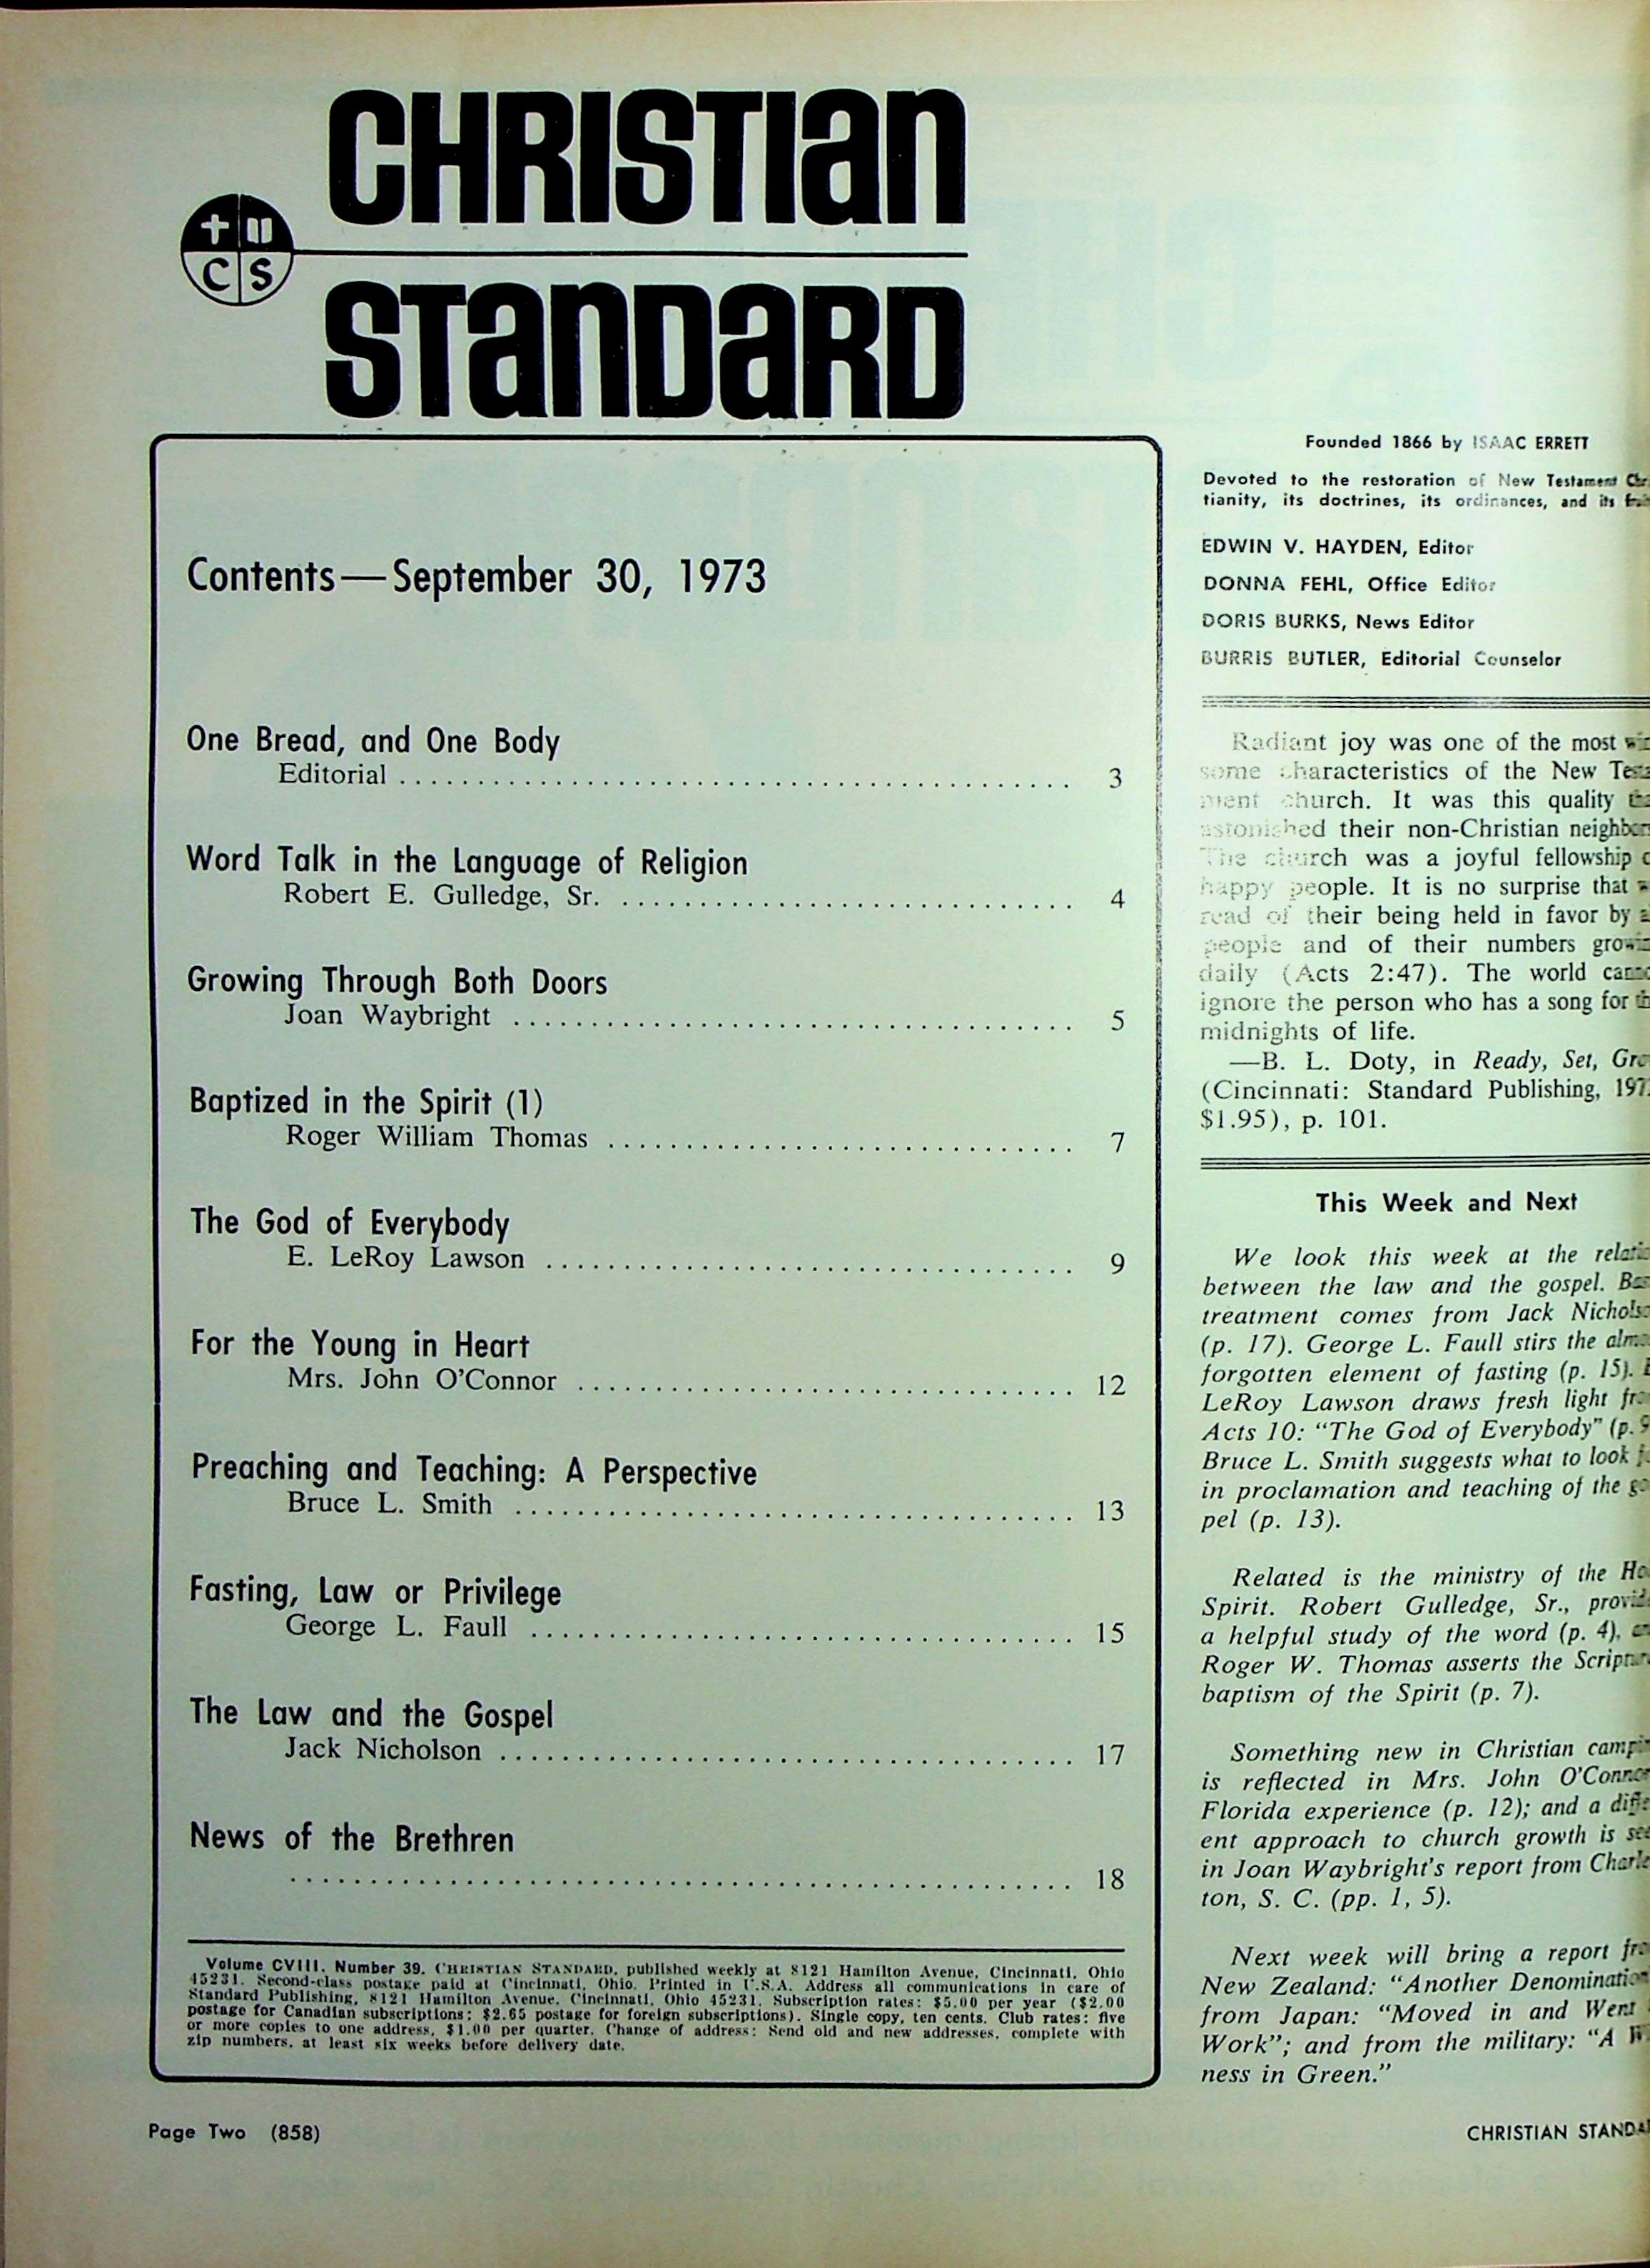 CHRISTIAN
STANDARD
C S
Contents—September 30, 1973
One Bread, and One Body
Editorial . . . . . . . . . . . . . . . . . . . . 3
Word Talk in the Language of Religion
Robert E. Gulledge, Sr. . . . . . . . . . . . . . . . . . . . . 4
Growing Through Both Doors
Joan Waybright . . . . . . . . . . . . . . . . . . . . 5
Baptized in the Spirit (1)
Roger William Thomas . . . . . . . . . . . . . . . . . . . . 7
The God of Everybody
E. LeRoy Lawson . . . . . . . . . . . . . . . . . . . . 9
For the Young in Heart
Mrs. John O'Connor . . . . . . . . . . . . . . . . . . . . 12
Preaching and Teaching: A Perspective
Bruce L. Smith . . . . . . . . . . . . . . . . . . . . 13
Fasting, Law or Privilege
George L. Faull . . . . . . . . . . . . . . . . . . . . 15
The Law and the Gospel
Jack Nicholson . . . . . . . . . . . . . . . . . . . . 17
News of the Brethren
. . . . . . . . . . . . . . . . . . . . 18
Volume CVIII, Number 39. CHRISTIAN STANDARD, published weekly at 8121 Hamilton Avenue, Cincinnati, Ohio
45231. Second-class postage paid at Cincinnati, Ohio. Printed in U.S.A. Address all communications in care of
Standard Publishing, 8121 Hamilton Avenue, Cincinnati, Ohio 45231. Subscription rates: $5.00 per year ($2.00
postage for Canadian subscriptions; $2.65 postage for foreign subscriptions). Single copy, ten cents. Club rates: five
or more copies to one address, $1.00 per quarter. Change of address: Send old and new addresses, complete with
zip numbers, at least six weeks before delivery date.
Founded 1866 by ISAAC ERRETT
Devoted to the restoration of New Testament
tianity, its doctrines, its ordinances, and its
EDWIN V. HAYDEN, Editor
DONNA FEHL, Office Editor
DORIS BURKS, News Editor
BURRIS BUTLER, Editorial Counselor
Radiant joy was one of the most
some characteristics of the New
ment church. It was this quality
astonished their non-Christian
The church was a joyful fellowship
happy people. It is no surprise that
read of their being held in favor by
people and of their numbers
daily (Acts 2:47). The world
ignore the person who has a song for
midnights of life.
—B. L. Doty, in Ready, Set,
(Cincinnati: Standard Publishing,
$1.95), p. 101.
This Week and Next
We look this week at the
between the law and the gospel.
treatment comes from Jack
(p. 17). George L. Faull stirs the
forgotten element of fasting (p. 15).
LeRoy Lawson draws fresh light
Acts 10: "The God of Everybody" (p.
Bruce L. Smith suggests what to look
in proclamation and teaching of the
pel (p. 13).
Related is the ministry of the
Spirit. Robert Gulledge, Sr.,
a helpful study of the word (p. 4),
Roger W. Thomas asserts the
baptism of the Spirit (p. 7).
Something new in Christian
is reflected in Mrs. John
Florida experience (p. 12); and a
ent approach to church growth is
in Joan Waybright's report from
ton, S. C. (pp. 1, 5).
Next week will bring a report
New Zealand: "Another
from Japan: "Moved in and Went
Work"; and from the military: "A
ness in Green."
Page Two (858)
CHRISTIAN